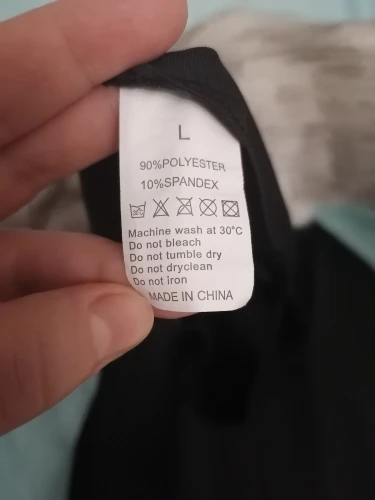 L
90%POLYESTER
10%SPANDEX
Machine wash at 30°C
Do not bleach
Do not tumble dry
Do not dryclean
Do not iron
MADE IN CHINA